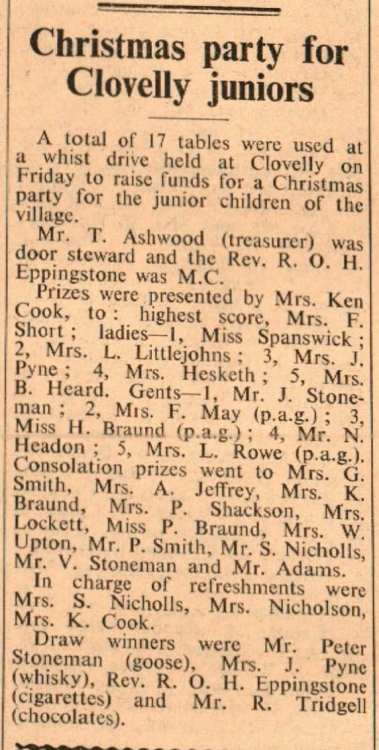 Christmas party for
Clovelly juniors
A total of 17 tables were used at
a whist drive held at Clovelly on
Friday to raise funds for a Christmas
party for the junior children of the
village.
Mr. T. Ashwood (treasurer) was
door steward and the Rev. R. O. H.
Eppingstone was M.C.
Prizes were presented by Mrs. Ken
Cook, to : highest score, Mrs. F.
Short ; ladies—1, Miss Spanswick ;
2, Mrs. L. Littlejohns ; 3, Mrs. J.
Pyne ; 4, Mrs. Hesketh ; 5, Mrs.
B. Heard. Gents—1, Mr. J. Stone-
man ; 2, Mrs. F. May (p.a.g.) ; 3,
Miss H. Braund (p.a.g.) ; 4, Mr. N.
Headon ; 5, Mrs. L. Rowe (p.a.g.).
Consolation prizes went to Mrs. G.
Smith, Mrs. A. Jeffrey, Mrs. K.
Braund, Mrs. P. Shackson, Mrs.
Lockett, Miss P. Braund, Mrs. W.
Upton, Mr. P. Smith, Mr. S. Nicholls,
Mr. V. Stoneman and Mr. Adams.
In charge of refreshments were
Mrs. S. Nicholls, Mrs. Nicholson,
Mrs. K. Cook.
Draw winners were Mr. Peter
Stoneman (goose), Mrs. J. Pyne
(whisky), Rev. R. O. H. Eppingstone
(cigarettes) and Mr. R. Tridgell
(chocolates).